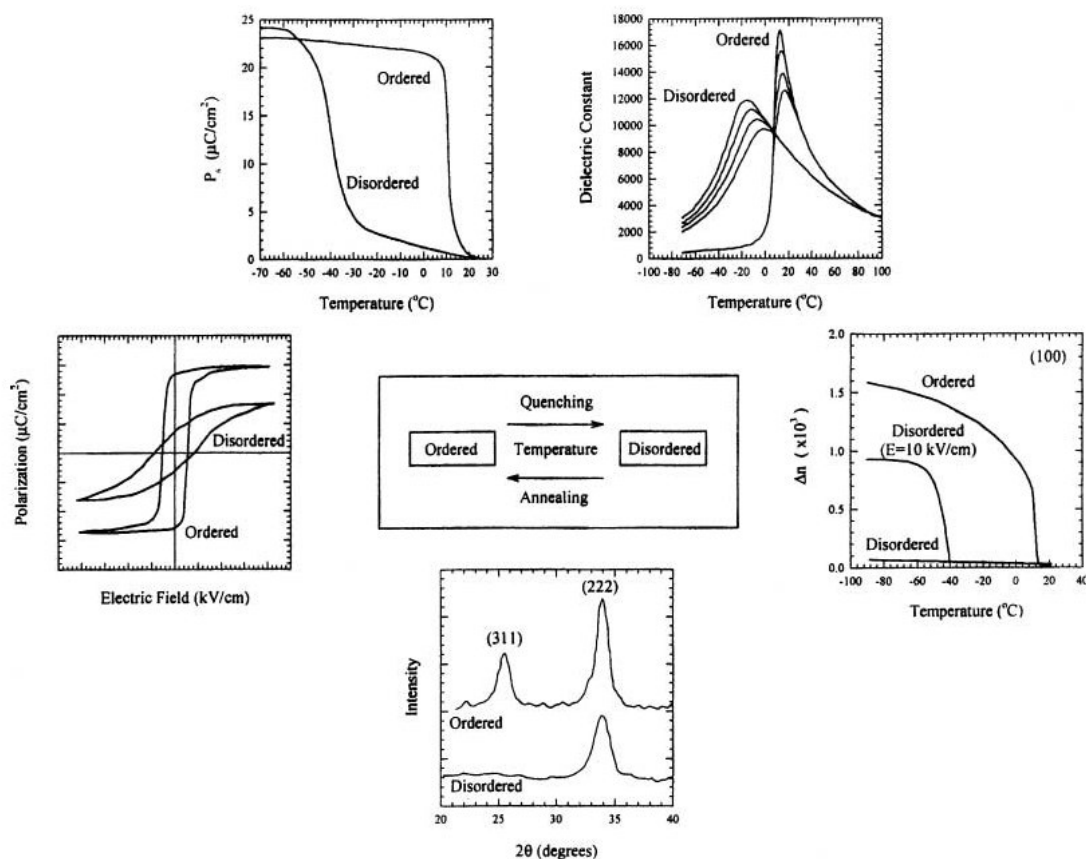 25
20
15
10
5
0
P
(μC/cm²)
Ordered
Disordered
-70 -60 -50 -40 -30 -20 -10 0 10 20 30
Temperature (°C)
18000
16000
14000
12000
10000
8000
6000
4000
2000
0
Dielectric Constant
Ordered
Disordered
-100 -80 -60 -40 -20 0 20 40 60 80 100
Temperature (°C)
Polarization (μC/cm²)
Disordered
Ordered
Electric Field (kV/cm)
Quenching
Ordered
Temperature
Disordered
Annealing
2.0
1.5
1.0
0.5
0.0
Δn (×10³)
(100)
Ordered
Disordered
(E=10 kV/cm)
Disordered
-100 -80 -60 -40 -20 0 20 40
Temperature (°C)
Intensity
(222)
(311)
Ordered
Disordered
20 25 30 35 40
2θ (degrees)